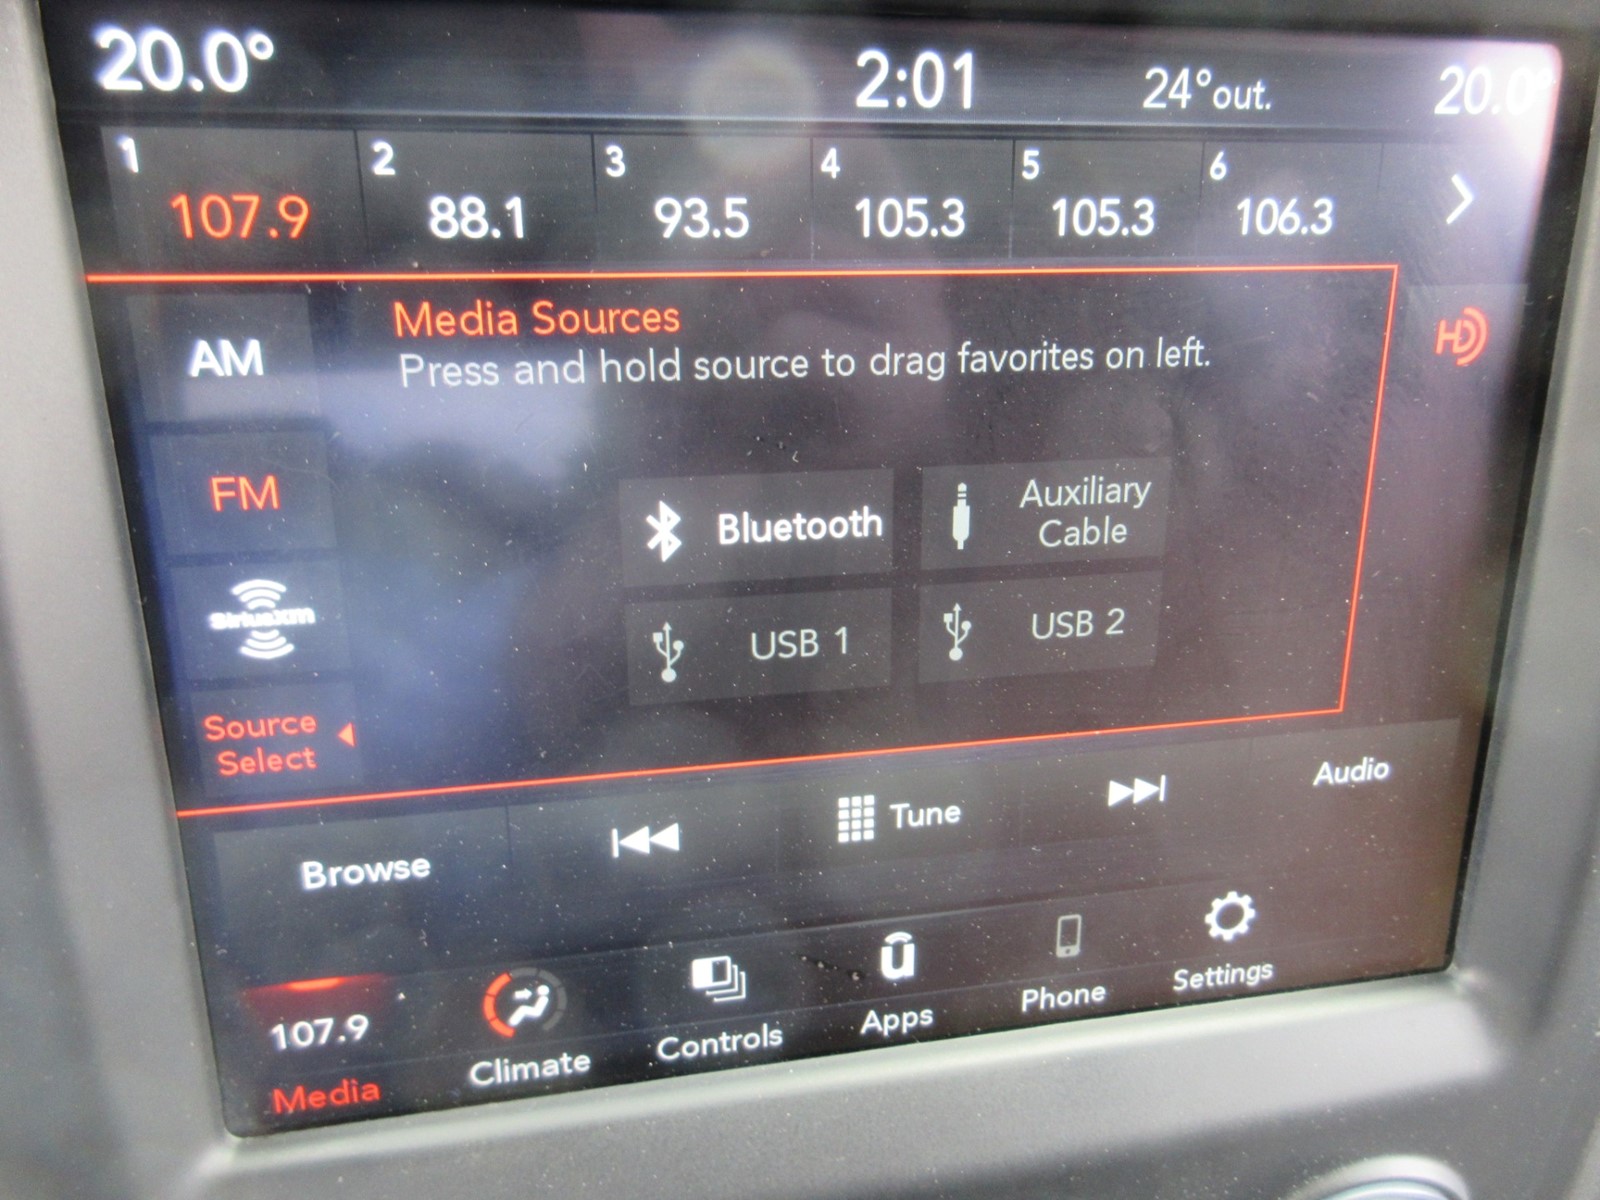 20.0° 2:01 24°out. 20.0°
1 2 3 4 5 6
107.9 88.1 93.5 105.3 105.3 106.3
AM
Media Sources
Press and hold source to drag favorites on left.
HD
FM
Bluetooth
Auxiliary
Cable
SiriusXM
USB 1
USB 2
Source
Select
Browse
Tune
Audio
107.9
Media
Climate
Controls
Apps
Phone
Settings